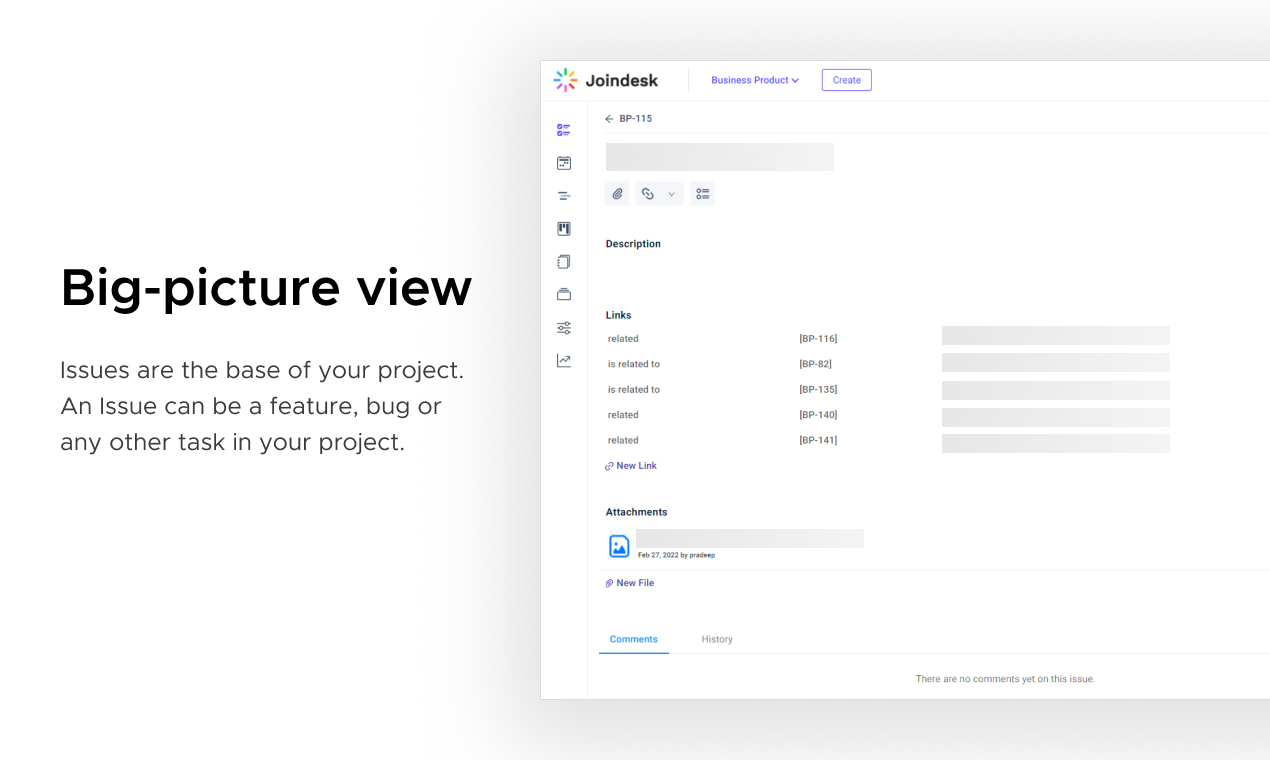 Big-picture view
Issues are the base of your project.
An Issue can be a feature, bug or
any other task in your project.
Joindesk
Business Product
Create
BP-115
Description
Links
related [BP-116]
is related to [BP-82]
is related to [BP-135]
related [BP-140]
related [BP-141]
New Link
Attachments
Feb 27, 2022 by pradeep
New File
Comments History
There are no comments yet on this issue.